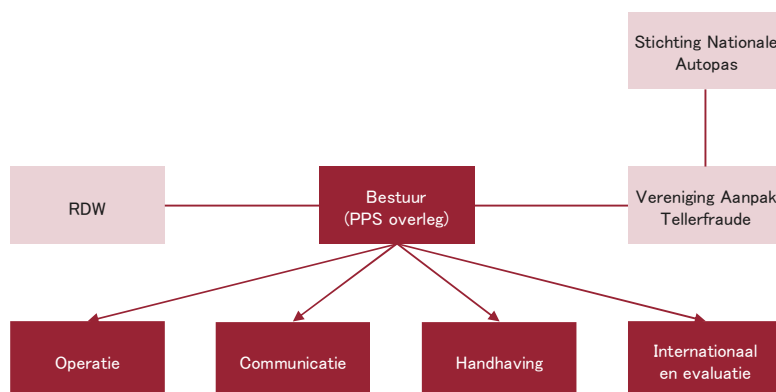 Stichting Nationale
Autopas
RDW
Bestuur
(PPS overleg)
Vereniging Aanpak
Tellerfraude
Operatie
Communicatie
Handhaving
Internationaal
en evaluatie